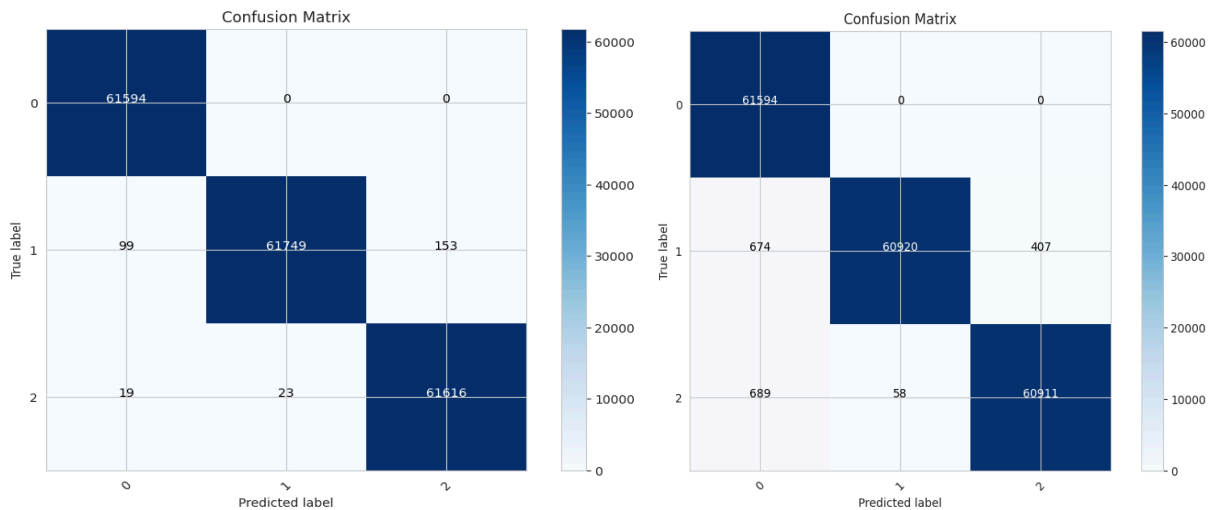 Confusion Matrix
0
1
2
True label
61594 0 0
99 61749 153
19 23 61616
0 1 2
Predicted label
60000
50000
40000
30000
20000
10000
0
Confusion Matrix
0
1
2
True label
61594 0 0
674 60920 407
689 58 60911
0 1 2
Predicted label
60000
50000
40000
30000
20000
10000
0